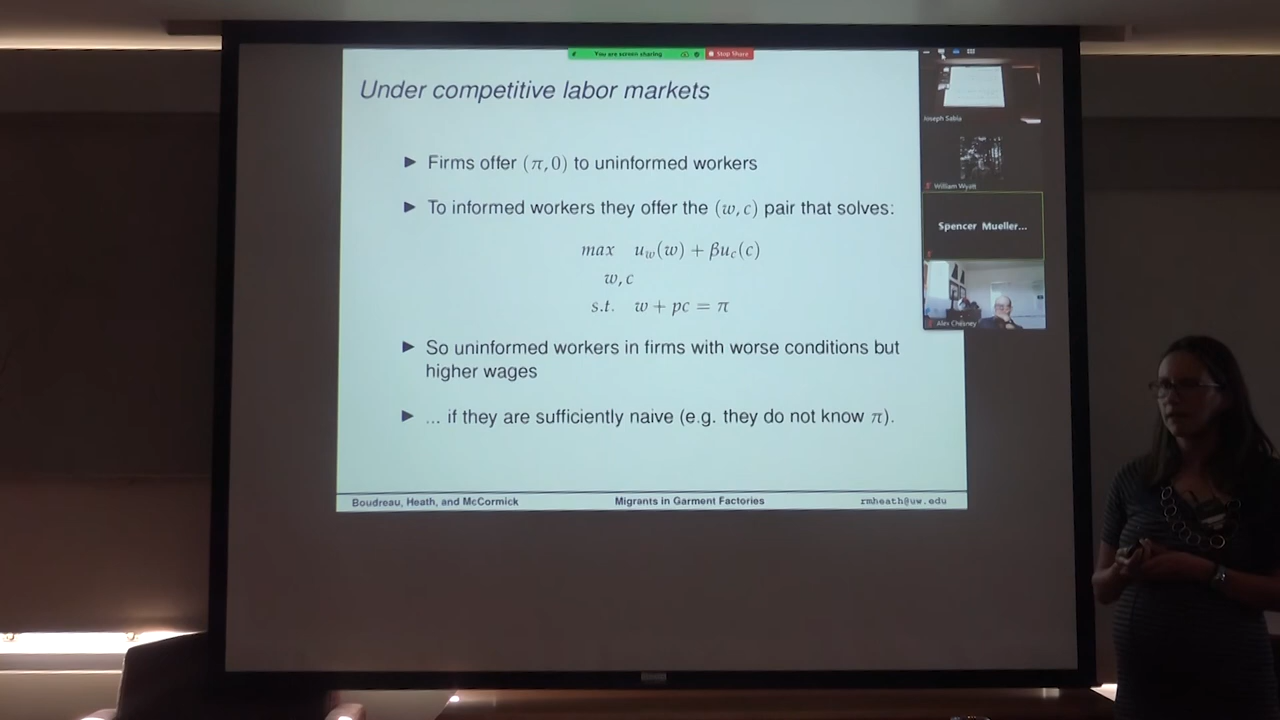 You are screen sharing
Stop Share
Under competitive labor markets
► Firms offer (π, 0) to uninformed workers
► To informed workers they offer the (w, c) pair that solves:
max u_w(w) + βu_c(c)
w, c
s.t. w + pc = π
► So uninformed workers in firms with worse conditions but
higher wages
► ... if they are sufficiently naive (e.g. they do not know π).
Boudreau, Heath, and McCormick
Migrants in Garment Factories
rmheath@uw.edu
Joseph Sabia
William Wyatt
Spencer Mueller...
Alex Chesney